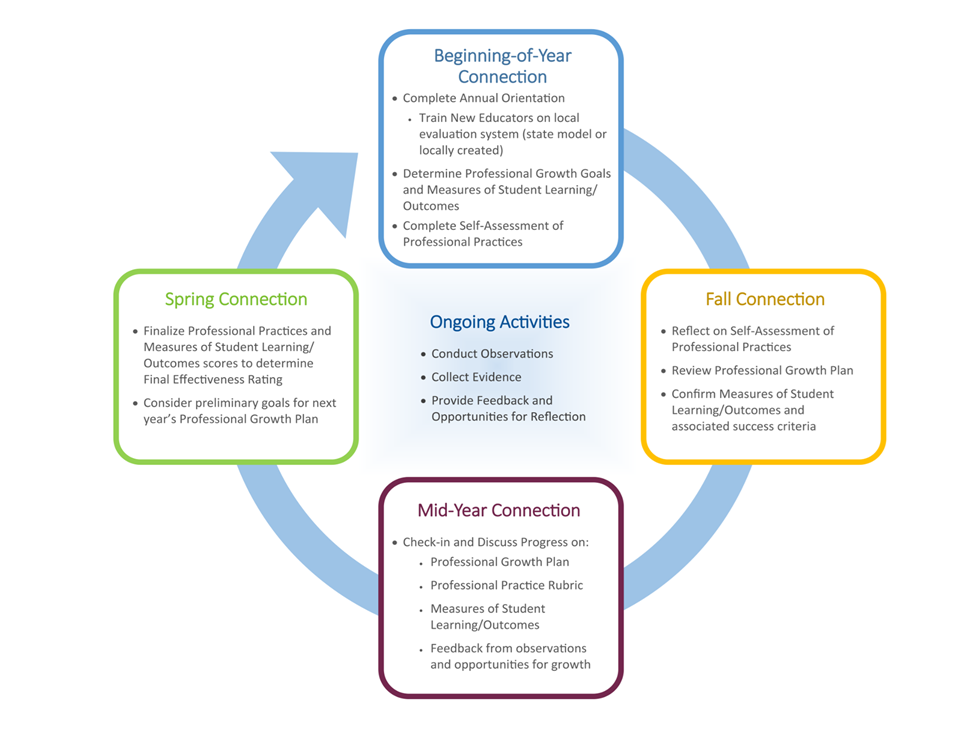 Beginning-of-Year
Connection
• Complete Annual Orientation
• Train New Educators on local
evaluation system (state model or
locally created)
• Determine Professional Growth Goals
and Measures of Student Learning/
Outcomes
• Complete Self-Assessment of
Professional Practices
Fall Connection
• Reflect on Self-Assessment of
Professional Practices
• Review Professional Growth Plan
• Confirm Measures of Student
Learning/Outcomes and
associated success criteria
Mid-Year Connection
• Check-in and Discuss Progress on:
• Professional Growth Plan
• Professional Practice Rubric
• Measures of Student
Learning/Outcomes
• Feedback from observations
and opportunities for growth
Spring Connection
• Finalize Professional Practices and
Measures of Student Learning/
Outcomes scores to determine
Final Effectiveness Rating
• Consider preliminary goals for next
year’s Professional Growth Plan
Ongoing Activities
• Conduct Observations
• Collect Evidence
• Provide Feedback and
Opportunities for Reflection